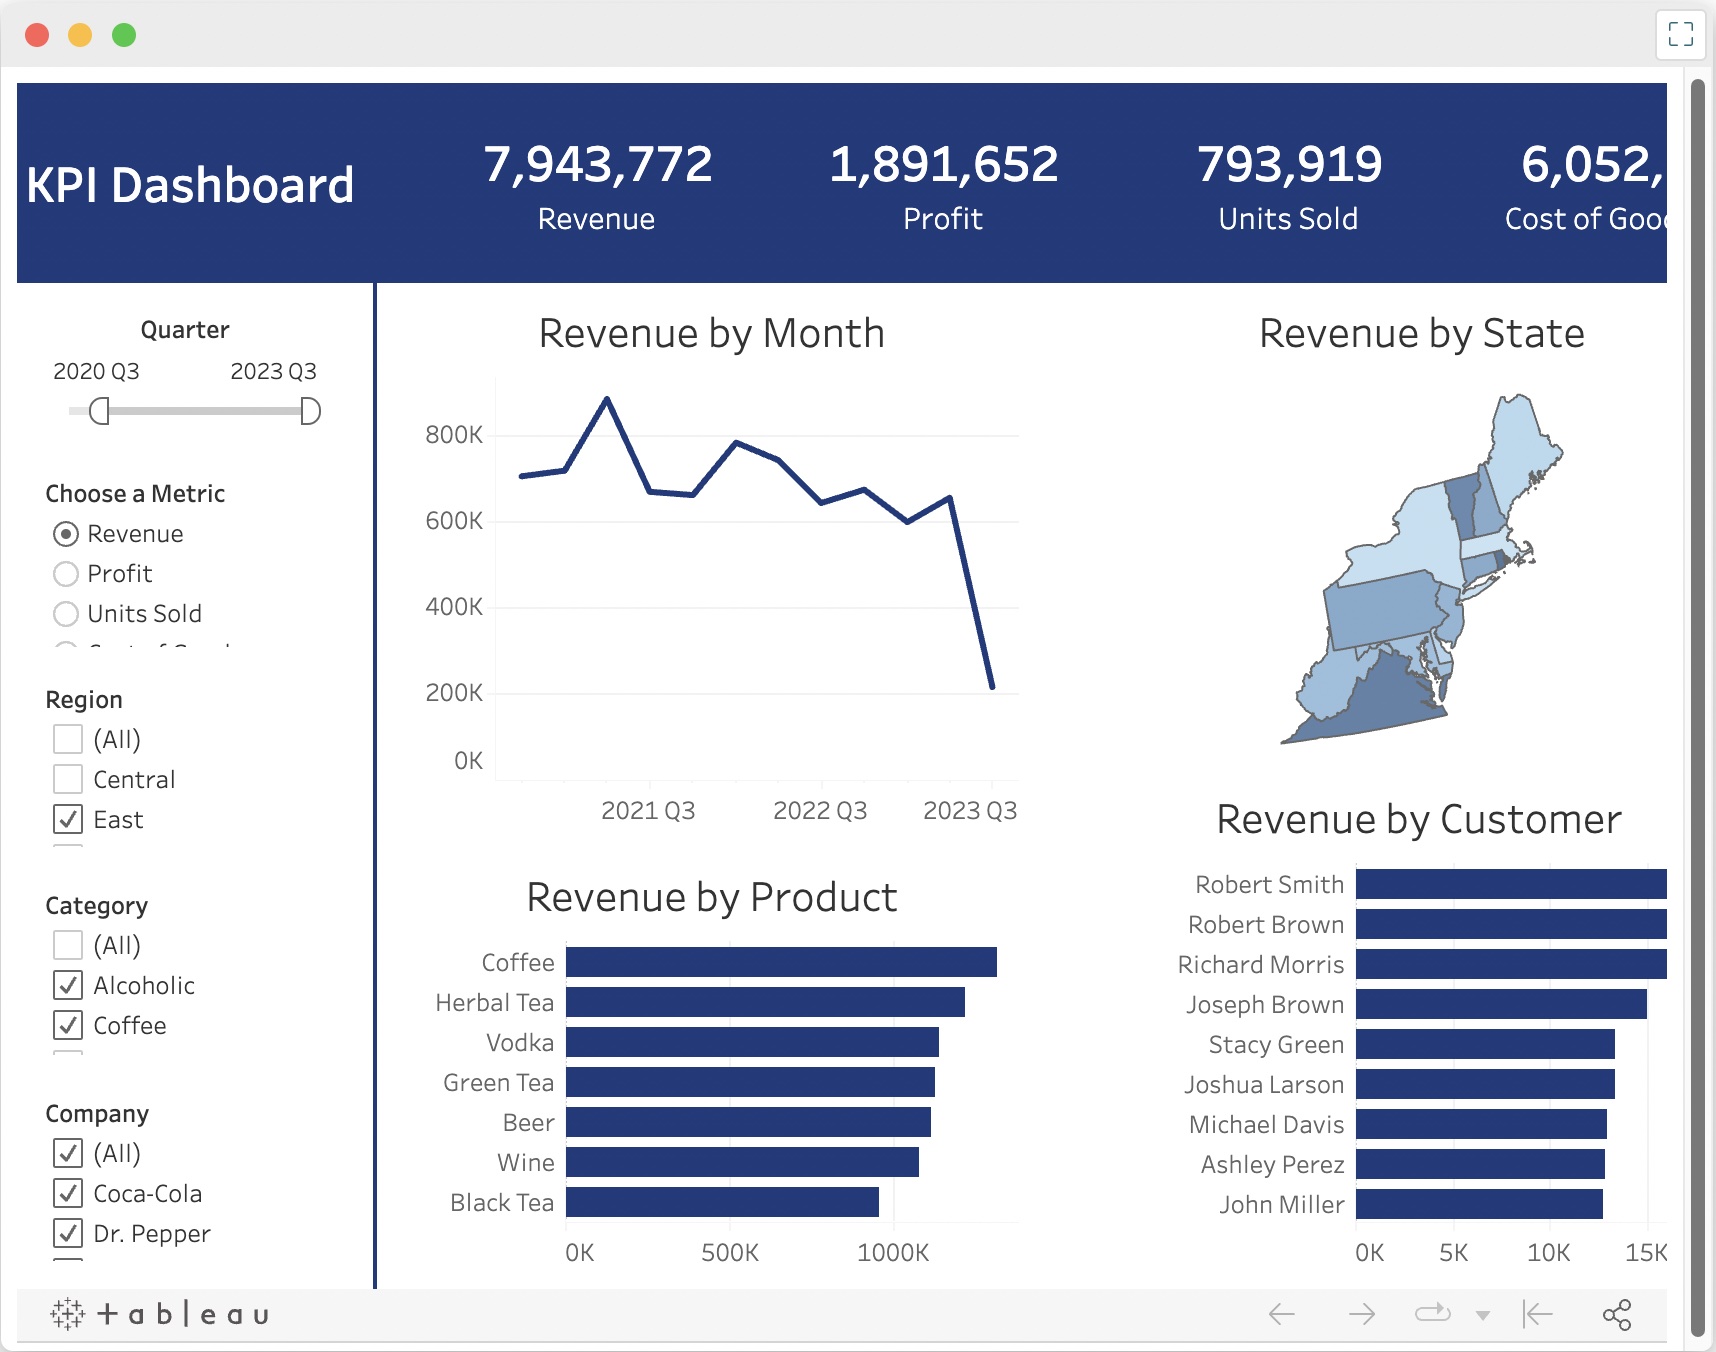 KPI Dashboard
7,943,772
Revenue
1,891,652
Profit
793,919
Units Sold
6,052,
Cost of
Quarter
2020 Q3 2023 Q3
Choose a Metric
Revenue
Profit
Units Sold
Region
(All)
Central
East
Category
(All)
Alcoholic
Coffee
Company
(All)
Coca-Cola
Dr. Pepper
Revenue by Month
800K
600K
400K
200K
0K
2021 Q3 2022 Q3 2023 Q3
Revenue by Product
Coffee
Herbal Tea
Vodka
Green Tea
Beer
Wine
Black Tea
0K 500K 1000K
Revenue by State
Revenue by Customer
Robert Smith
Robert Brown
Richard Morris
Joseph Brown
Stacy Green
Joshua Larson
Michael Davis
Ashley Perez
John Miller
0K 5K 10K 15K
+ableau